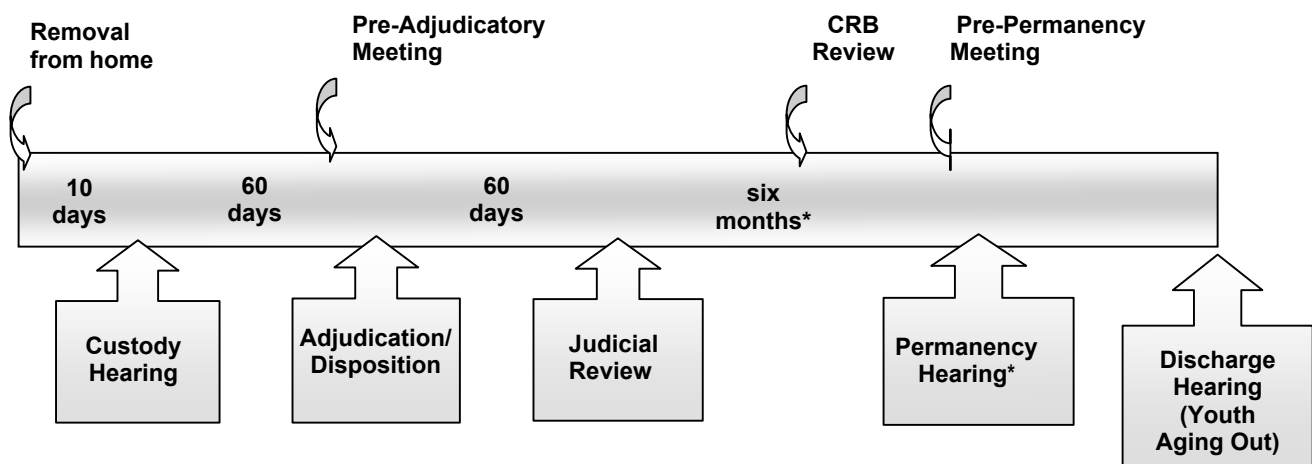 Removal
from home
Pre-Adjudicatory
Meeting
CRB
Review
Pre-Permanency
Meeting
10
days
60
days
60
days
six
months*
Custody
Hearing
Adjudication/
Disposition
Judicial
Review
Permanency
Hearing*
Discharge
Hearing
(Youth
Aging Out)